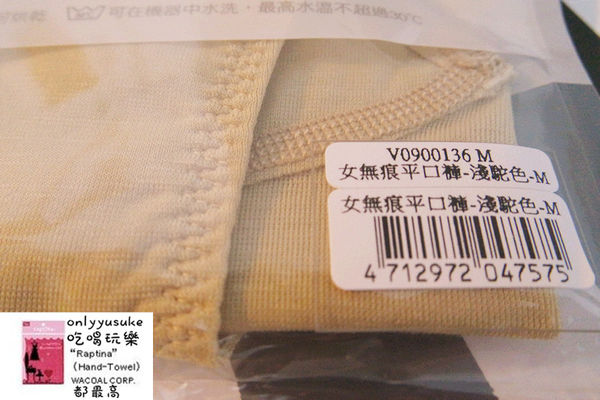 可在機器中水洗，最高水溫不超過30℃
V0900136 M
女無痕平口褲-淺駝色-M
女無痕平口褲-淺駝色-M
4 712972 047575
onlyyusuke
吃喝玩樂
"Raptina"
(Hand-Towel)
WACOAL CORP.
都最高